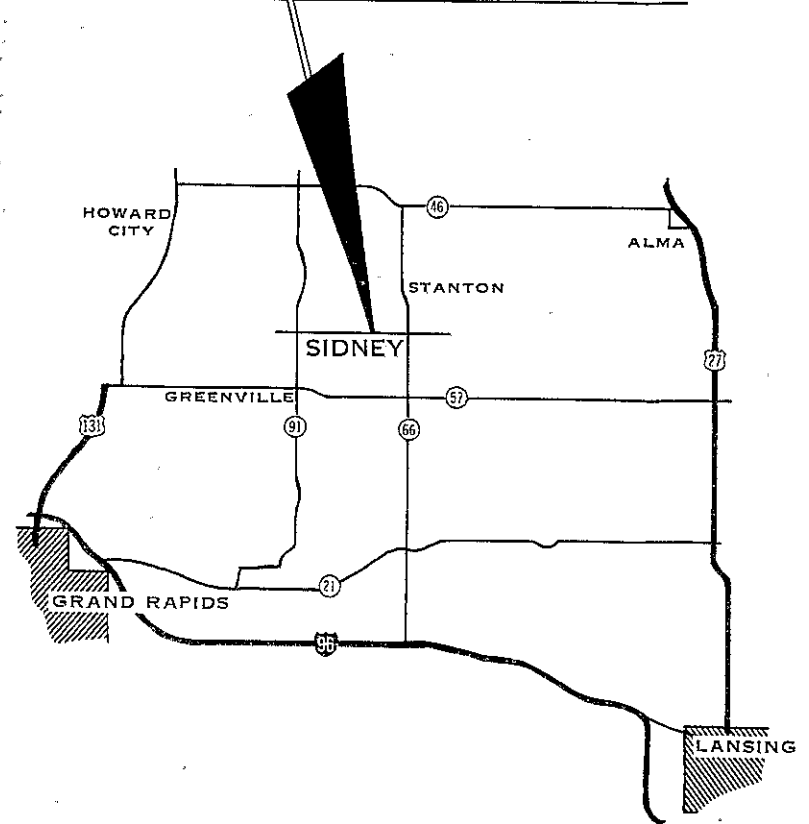 HOWARD
CITY
46
ALMA
STANTON
SIDNEY
27
GREENVILLE
57
131
91
66
21
GRAND RAPIDS
96
LANSING